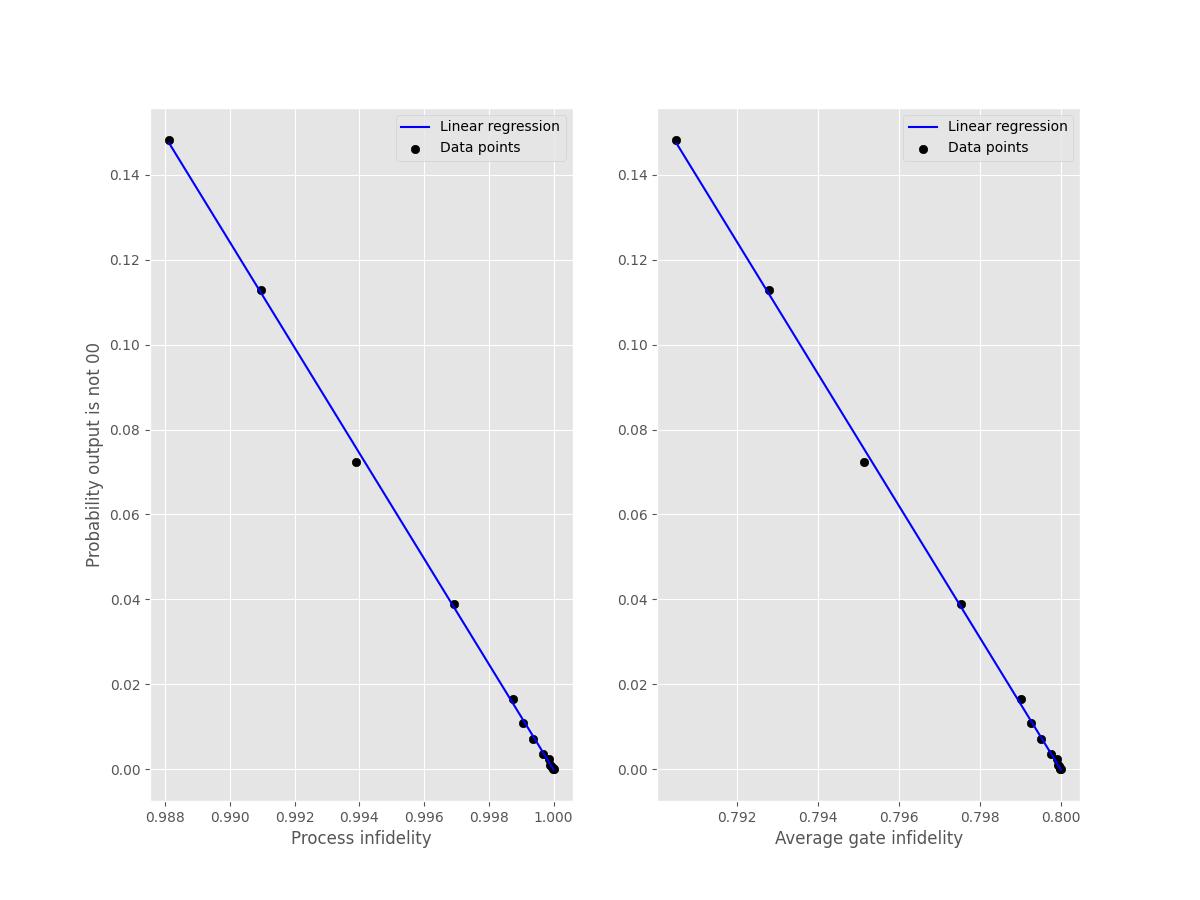 Linear regression
Data points
0.14
0.12
0.10
0.08
0.06
0.04
0.02
0.00
Probability output is not 00
0.988 0.990 0.992 0.994 0.996 0.998 1.000
Process infidelity
Linear regression
Data points
0.14
0.12
0.10
0.08
0.06
0.04
0.02
0.00
0.792 0.794 0.796 0.798 0.800
Average gate infidelity